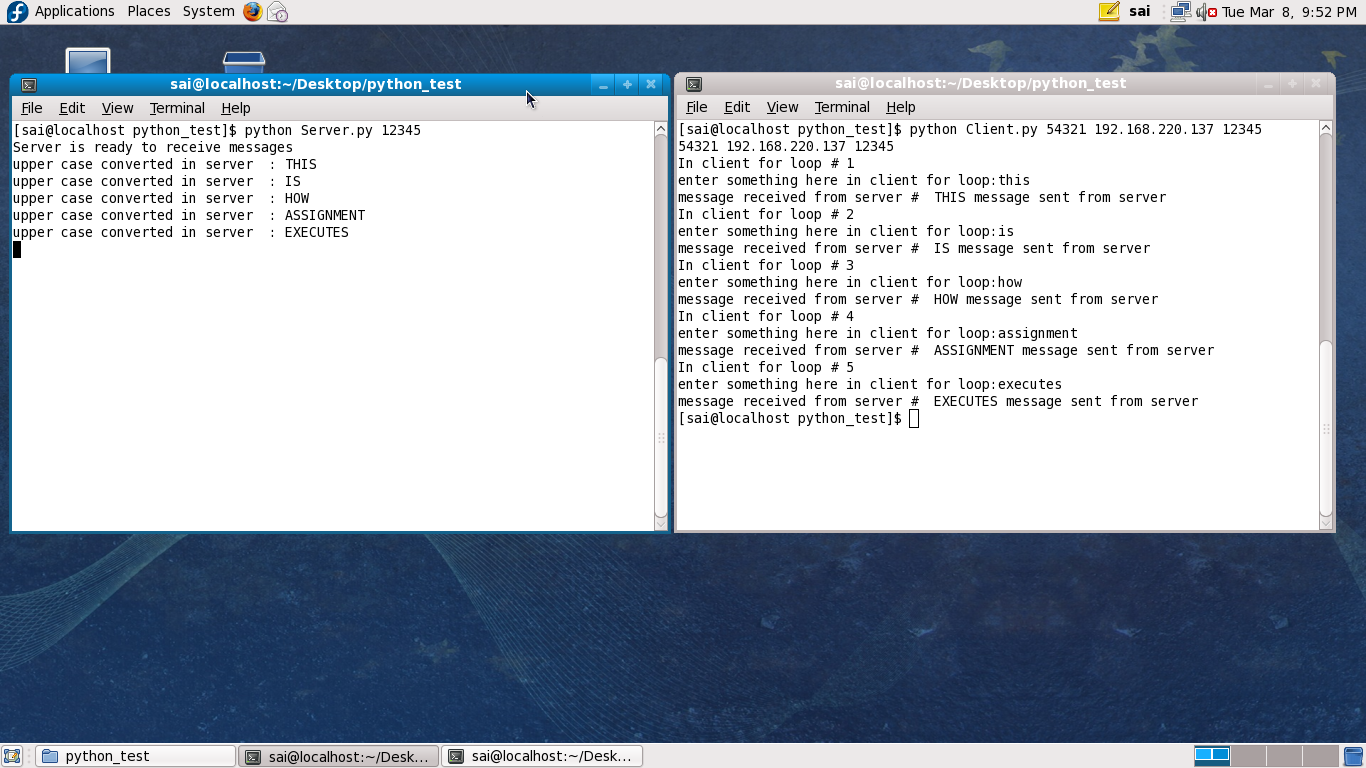 Applications Places System
sai
Tue Mar 8, 9:52 PM
sai@localhost:~/Desktop/python_test
File Edit View Terminal Help
[sai@localhost python_test]$ python Server.py 12345
Server is ready to receive messages
upper case converted in server  : THIS
upper case converted in server  : IS
upper case converted in server  : HOW
upper case converted in server  : ASSIGNMENT
upper case converted in server  : EXECUTES
sai@localhost:~/Desktop/python_test
File Edit View Terminal Help
[sai@localhost python_test]$ python Client.py 54321 192.168.220.137 12345
54321 192.168.220.137 12345
In client for loop # 1
enter something here in client for loop:this
message received from server #  THIS message sent from server
In client for loop # 2
enter something here in client for loop:is
message received from server #  IS message sent from server
In client for loop # 3
enter something here in client for loop:how
message received from server #  HOW message sent from server
In client for loop # 4
enter something here in client for loop:assignment
message received from server #  ASSIGNMENT message sent from server
In client for loop # 5
enter something here in client for loop:executes
message received from server #  EXECUTES message sent from server
[sai@localhost python_test]$
python_test
sai@localhost:~/Desk...
sai@localhost:~/Desk...